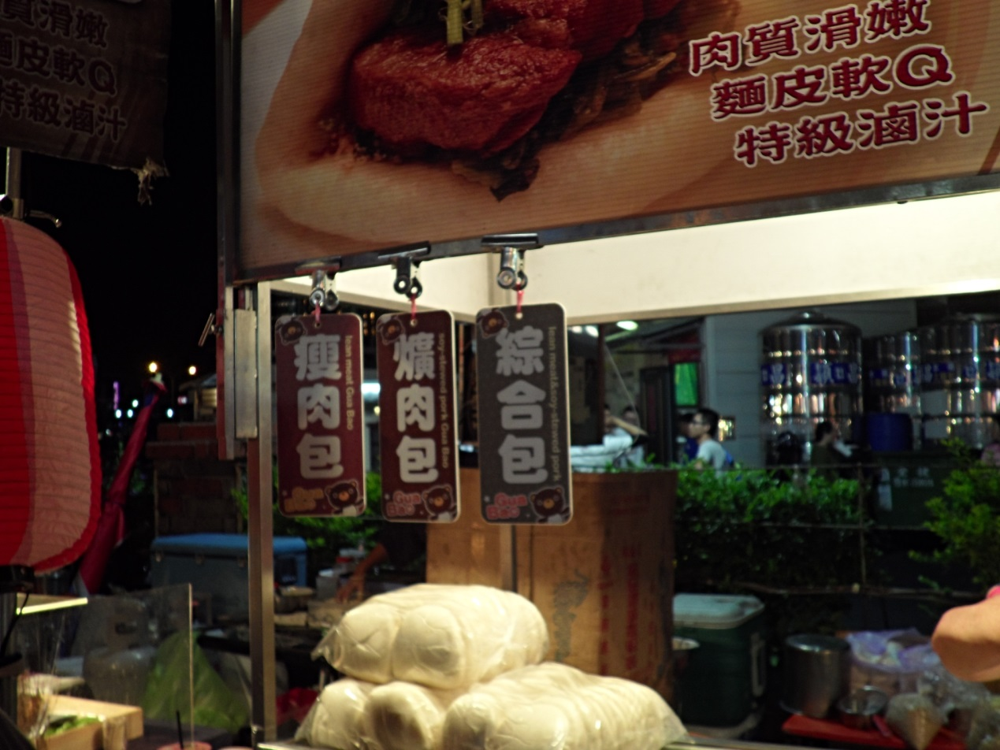 質滑嫩
麵皮軟Q
特級滷汁
肉質滑嫩
麵皮軟Q
特級滷汁
瘦肉包
lean meat Gua Bao
Gua Bao
爌肉包
soy-stewed pork Gua Bao
Gua Bao
綜合包
lean meat&soy-stewd pork
Gua Bao